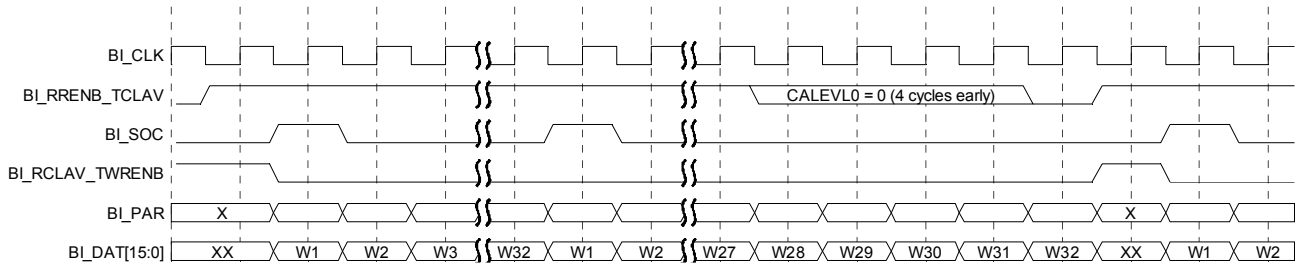 BI_CLK
BI_RRENB_TCLAV CALEVL0 = 0 (4 cycles early)
BI_SOC
BI_RCLAV_TWRENB
BI_PAR X X
BI_DAT[15:0] XX W1 W2 W3 W32 W1 W2 W27 W28 W29 W30 W31 W32 XX W1 W2